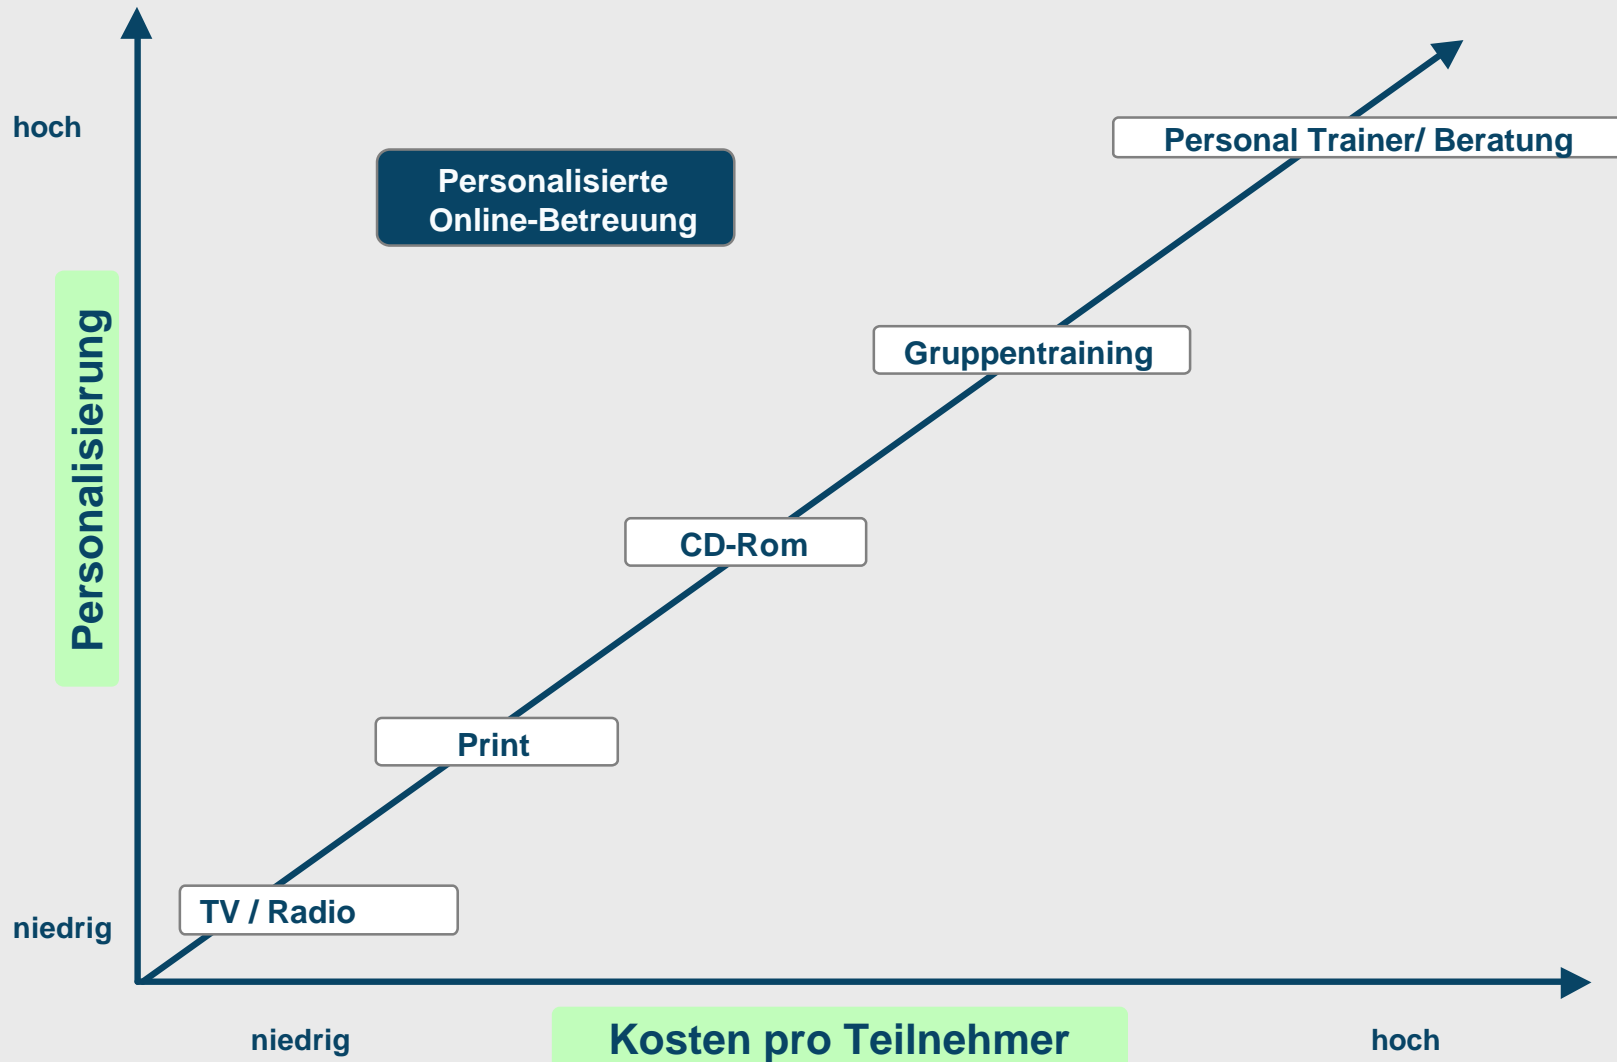 hoch
Personal Trainer/ Beratung
Personalisierte
Online-Betreuung
Personalisierung
Gruppentraining
CD-Rom
Print
TV / Radio
niedrig
niedrig
Kosten pro Teilnehmer
hoch